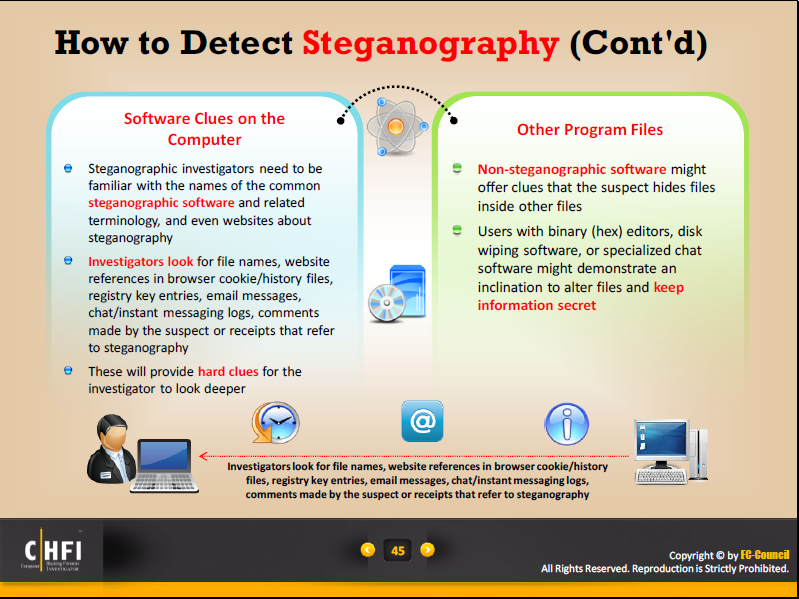 How to Detect Steganography (Cont'd)
Software Clues on the
Computer
Steganographic investigators need to be
familiar with the names of the common
steganographic software and related
terminology, and even websites about
steganography
Investigators look for file names, website
references in browser cookie/history files,
registry key entries, email messages,
chat/instant messaging logs, comments
made by the suspect or receipts that refer
to steganography
These will provide hard clues for the
investigator to look deeper
Other Program Files
Non-steganographic software might
offer clues that the suspect hides files
inside other files
Users with binary (hex) editors, disk
wiping software, or specialized chat
software might demonstrate an
inclination to alter files and keep
information secret
@
i
Investigators look for file names, website references in browser cookie/history
files, registry key entries, email messages, chat/instant messaging logs,
comments made by the suspect or receipts that refer to steganography
CHFI
Computer Hacking Forensic
INVESTIGATOR
45
Copyright © by EC-Council
All Rights Reserved. Reproduction is Strictly Prohibited.